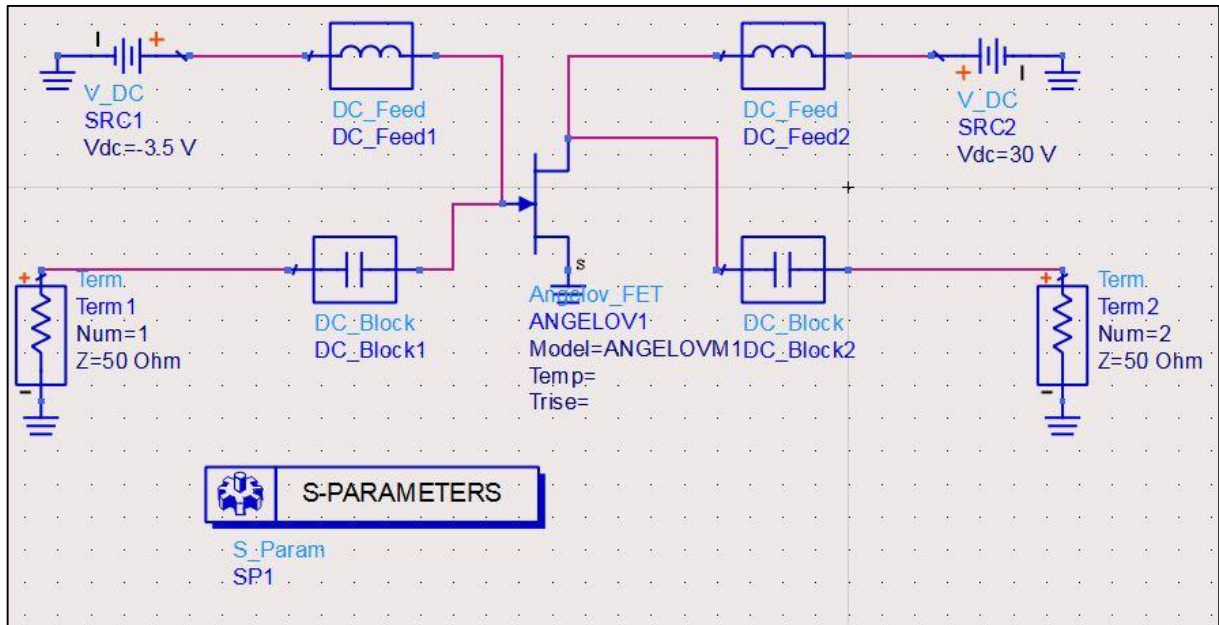 V_DC
SRC1
Vdc=-3.5 V
DC_Feed
DC_Feed1
DC_Feed
DC_Feed2
V_DC
SRC2
Vdc=30 V
Term
Term1
Num=1
Z=50 Ohm
DC_Block
DC_Block1
s
Angelov_FET
ANGELOV1
Model=ANGELOVM1
Temp=
Trise=
DC_Block
DC_Block2
Term
Term2
Num=2
Z=50 Ohm
S-PARAMETERS
S_Param
SP1